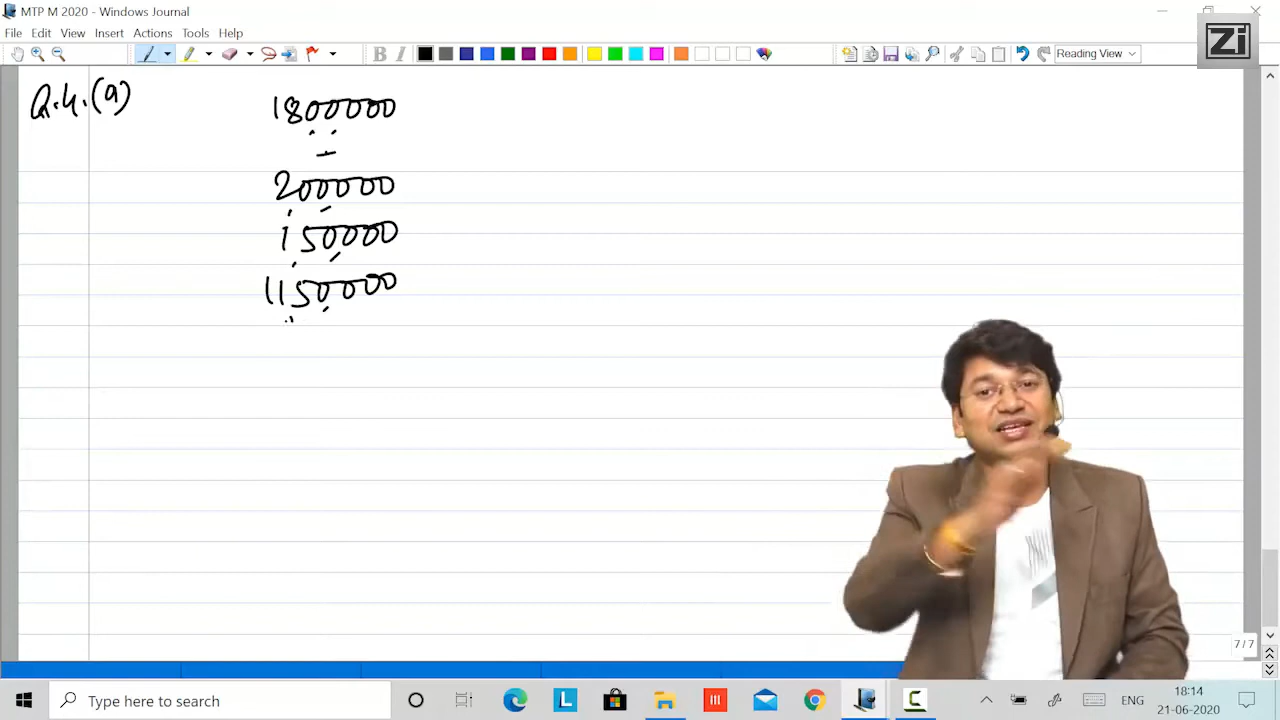 MTP M 2020 - Windows Journal
Zi
File Edit View Insert Actions Tools Help
B I Reading View
Q.4.(a)
1800000
200000
150000
1150000
7 / 7
Type here to search
L
ENG
18:14
21-06-2020